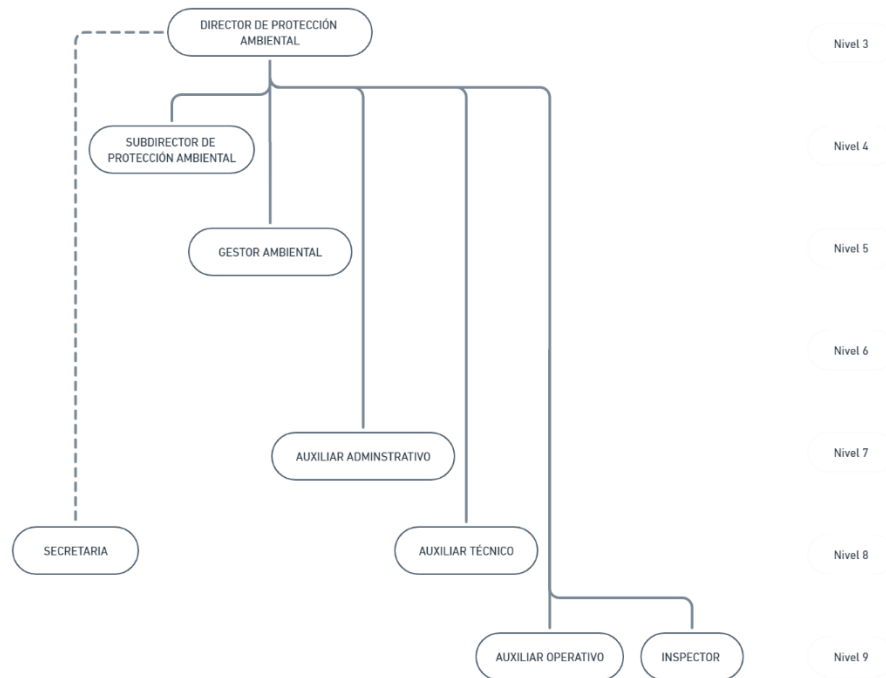 DIRECTOR DE PROTECCIÓN
AMBIENTAL
Nivel 3
SUBDIRECTOR DE
PROTECCIÓN AMBIENTAL
Nivel 4
GESTOR AMBIENTAL
Nivel 5
Nivel 6
AUXILIAR ADMINSTRATIVO
Nivel 7
SECRETARIA
AUXILIAR TÉCNICO
Nivel 8
AUXILIAR OPERATIVO
INSPECTOR
Nivel 9